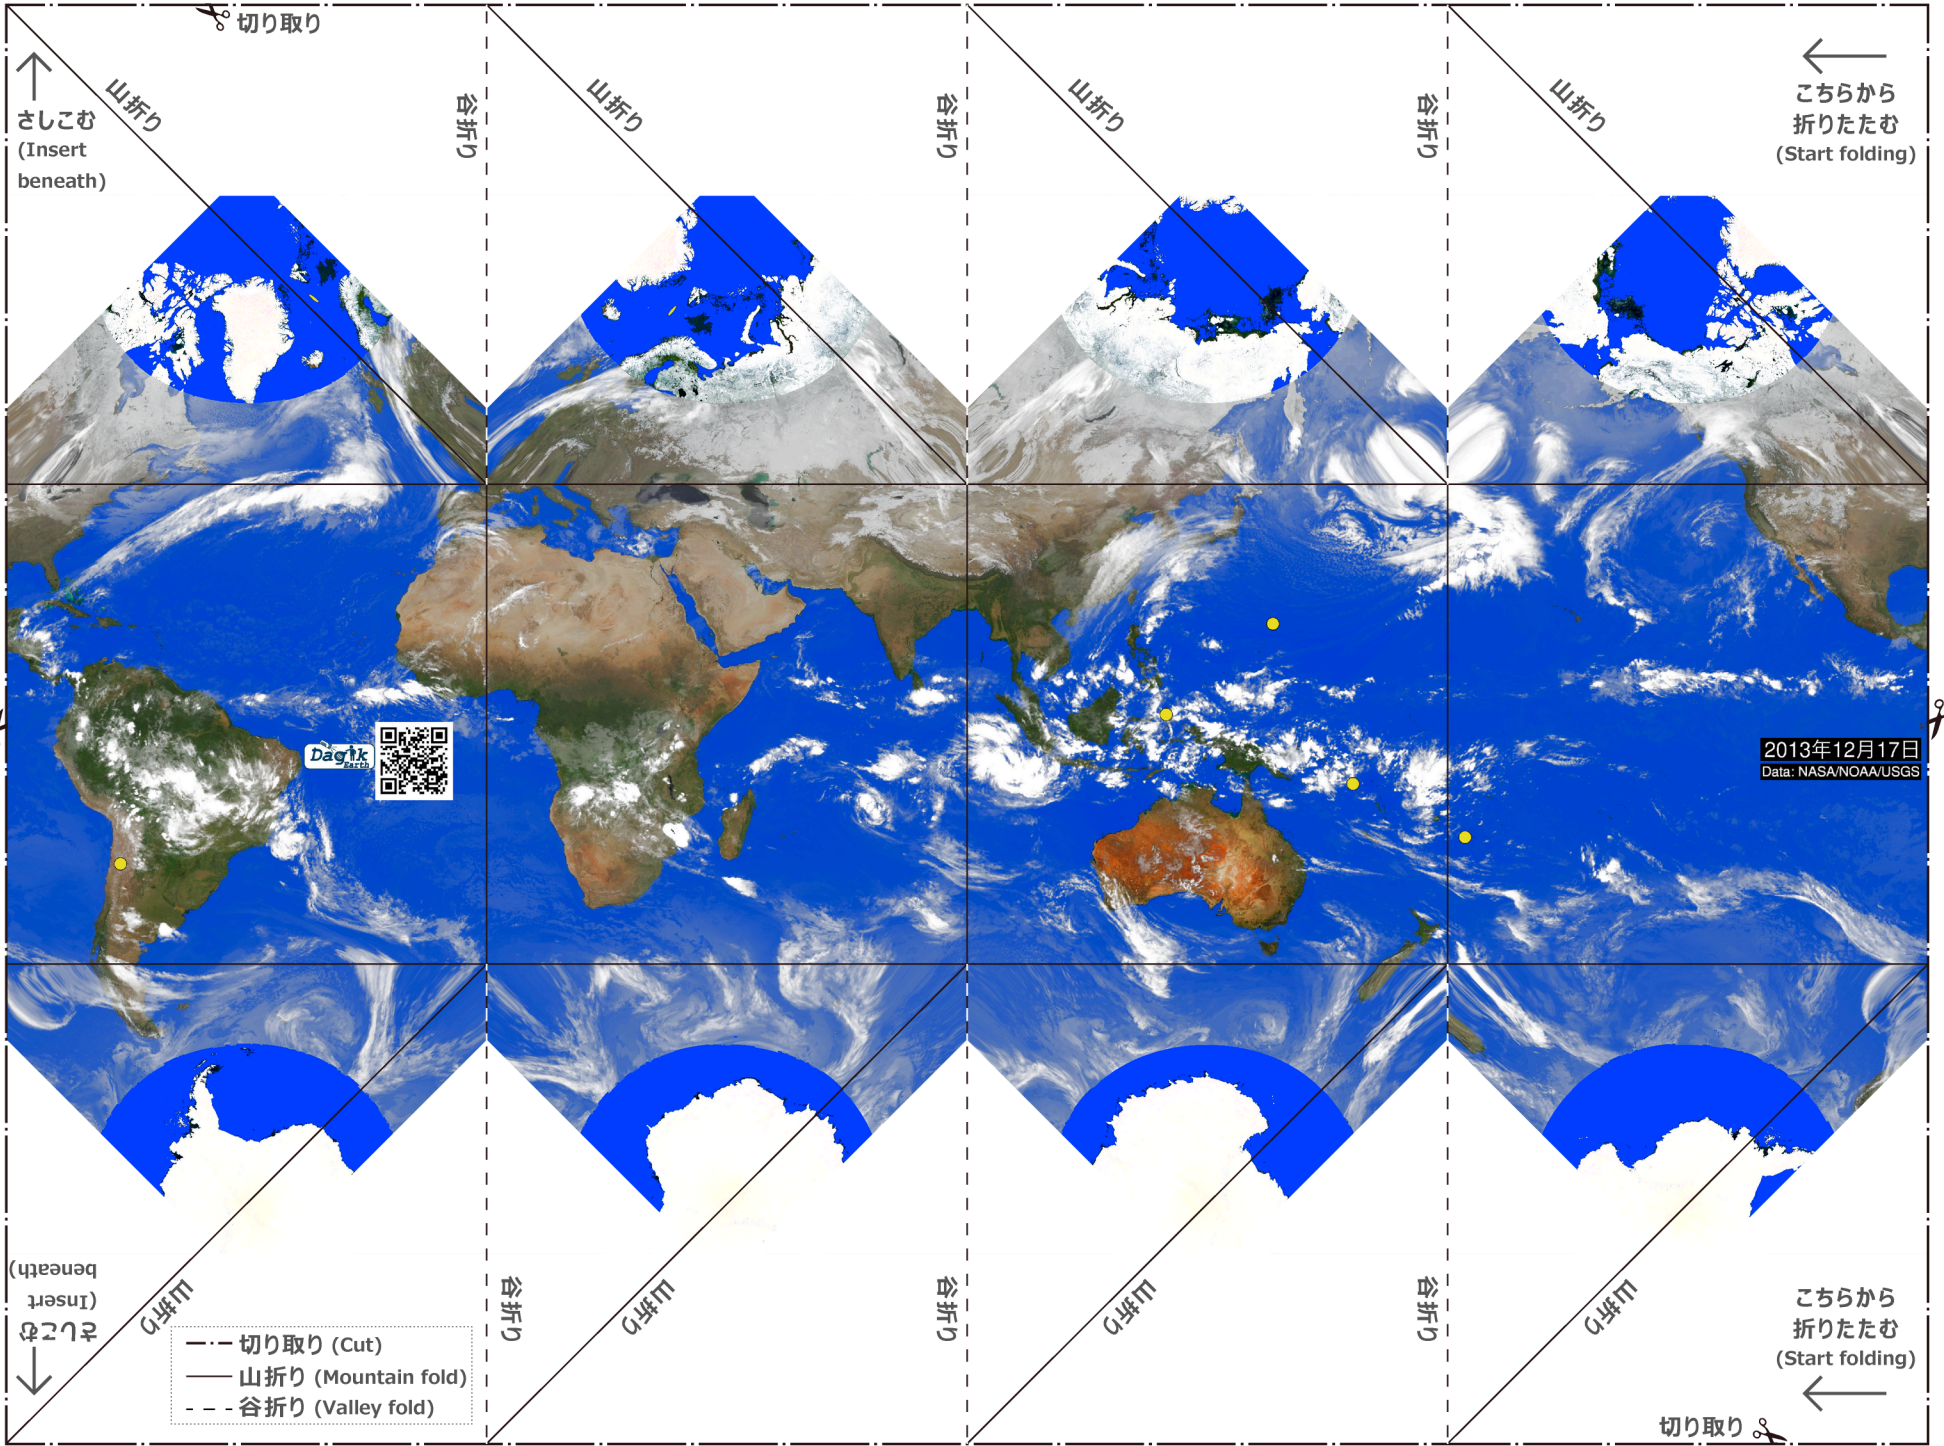 切り取り
山折り
谷折り
山折り
谷折り
山折り
谷折り
山折り
さしこむ
(Insert
beneath)
こちらから
折りたたむ
(Start folding)
Dagik
Earth
2013年12月17日
Data: NASA/NOAA/USGS
さしこむ
(Insert
beneath)
山折り
谷折り
山折り
谷折り
山折り
谷折り
山折り
こちらから
折りたたむ
(Start folding)
切り取り (Cut)
山折り (Mountain fold)
谷折り (Valley fold)
切り取り